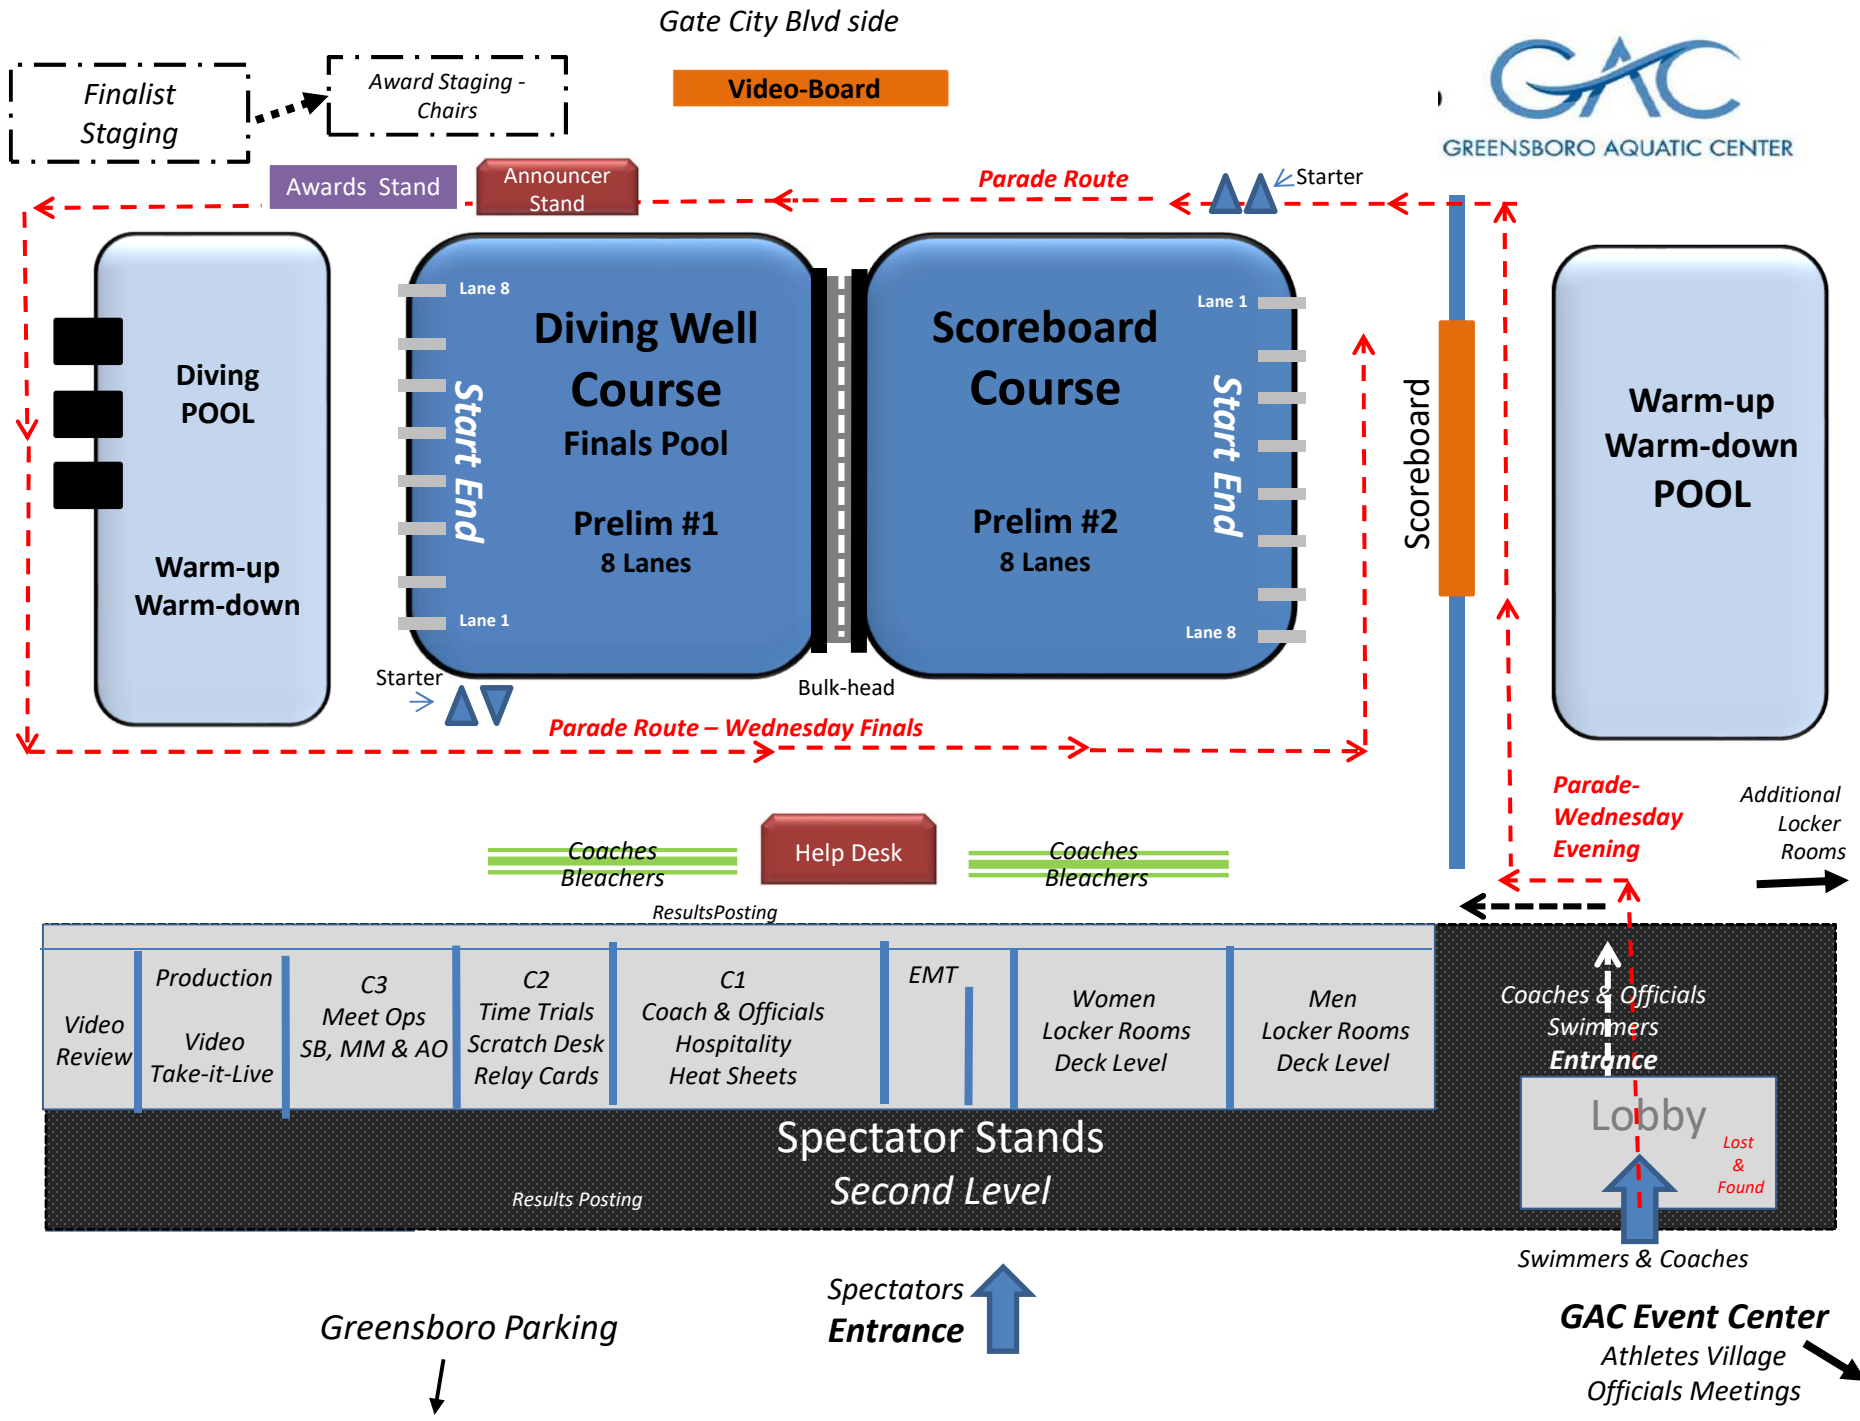 Gate City Blvd side
Finalist
Staging
Award Staging -
Chairs
Video-Board
GAC
GREENSBORO AQUATIC CENTER
Awards Stand
Announcer
Stand
Parade Route
Starter
Lane 8
Diving Well
Course
Finals Pool
Start End
Prelim #1
8 Lanes
Lane 1
Scoreboard
Course
Lane 1
Start End
Prelim #2
8 Lanes
Lane 8
Diving
POOL
Warm-up
Warm-down
Scoreboard
Warm-up
Warm-down
POOL
Starter
Bulk-head
Parade Route – Wednesday Finals
Parade-
Wednesday
Evening
Additional
Locker
Rooms
Coaches
Bleachers
Help Desk
Coaches
Bleachers
ResultsPosting
Video
Review
Production
Video
Take-it-Live
C3
Meet Ops
SB, MM & AO
C2
Time Trials
Scratch Desk
Relay Cards
C1
Coach & Officials
Hospitality
Heat Sheets
EMT
Women
Locker Rooms
Deck Level
Men
Locker Rooms
Deck Level
Coaches & Officials
Swimmers
Entrance
Lobby
Lost
&
Found
Spectator Stands
Second Level
Results Posting
Swimmers & Coaches
Spectators
Entrance
Greensboro Parking
GAC Event Center
Athletes Village
Officials Meetings